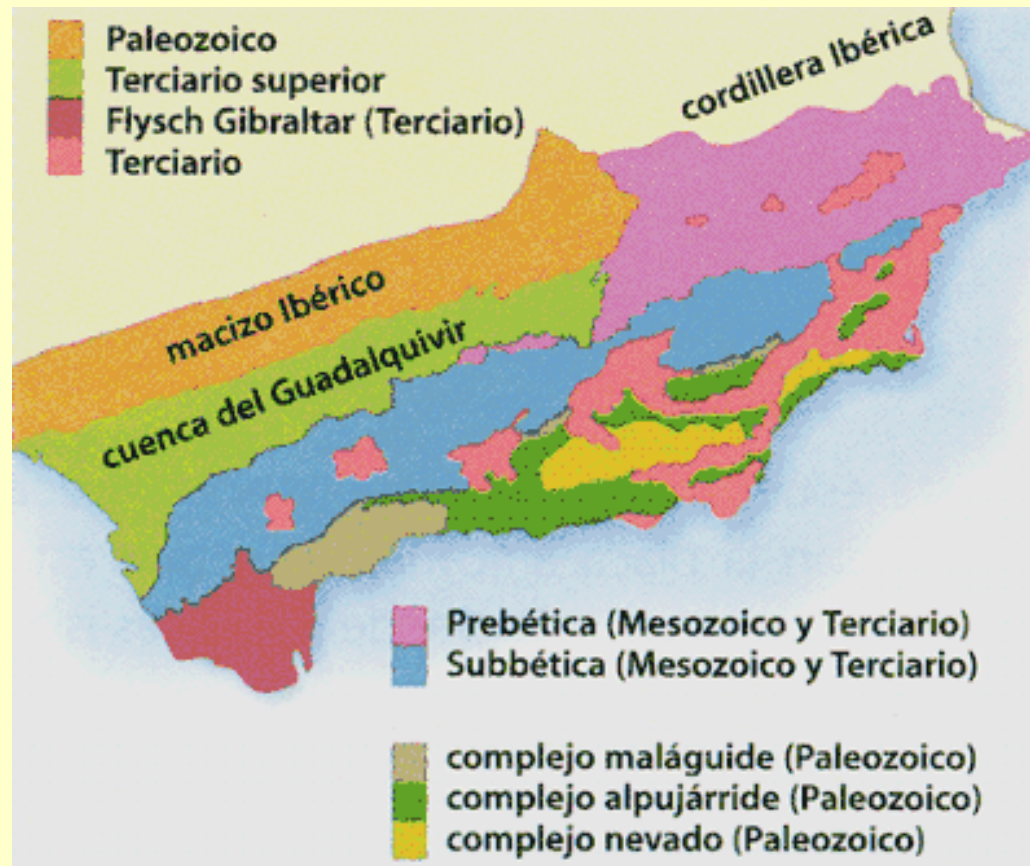 Paleozoico
Terciario superior
Flysch Gibraltar (Terciario)
Terciario
cordillera Ibérica
macizo Ibérico
cuenca del Guadalquivir
Prebética (Mesozoico y Terciario)
Subbética (Mesozoico y Terciario)
complejo maláguide (Paleozoico)
complejo alpujárride (Paleozoico)
complejo nevado (Paleozoico)